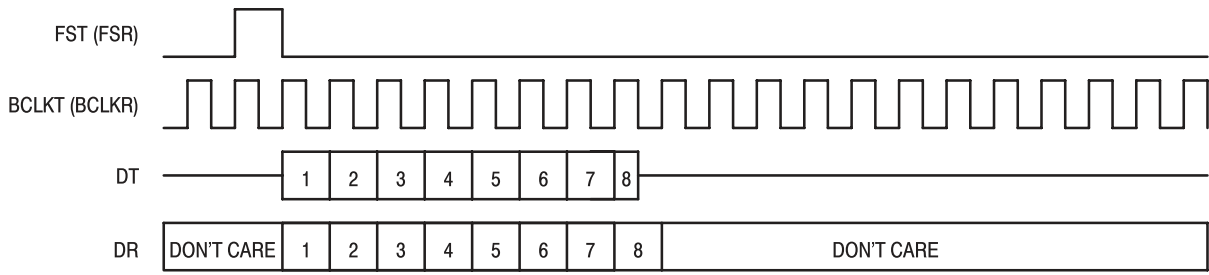 FST (FSR)
BCLKT (BCLKR)
DT 1 2 3 4 5 6 7 8
DR DON'T CARE 1 2 3 4 5 6 7 8 DON'T CARE